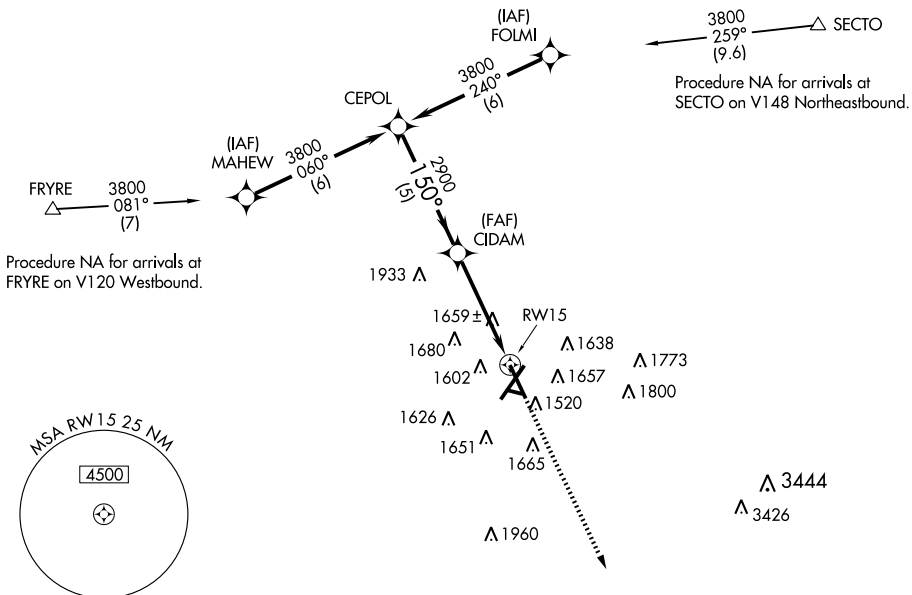 (IAF)
FOLMI
3800
259°
(9.6)
SECTO
Procedure NA for arrivals at
SECTO on V148 Northeastbound.
3800
240°
(6)
CEPOL
(IAF)
MAHEW
3800
060°
(6)
FRYRE
3800
081°
(7)
Procedure NA for arrivals at
FRYRE on V120 Westbound.
2900
150°
(5)
(FAF)
CIDAM
1933
1659±
RW15
1680
1638
1602
1773
1657
1800
1520
1626
1651
1665
3444
3426
1960
MSA RW15 25 NM
4500